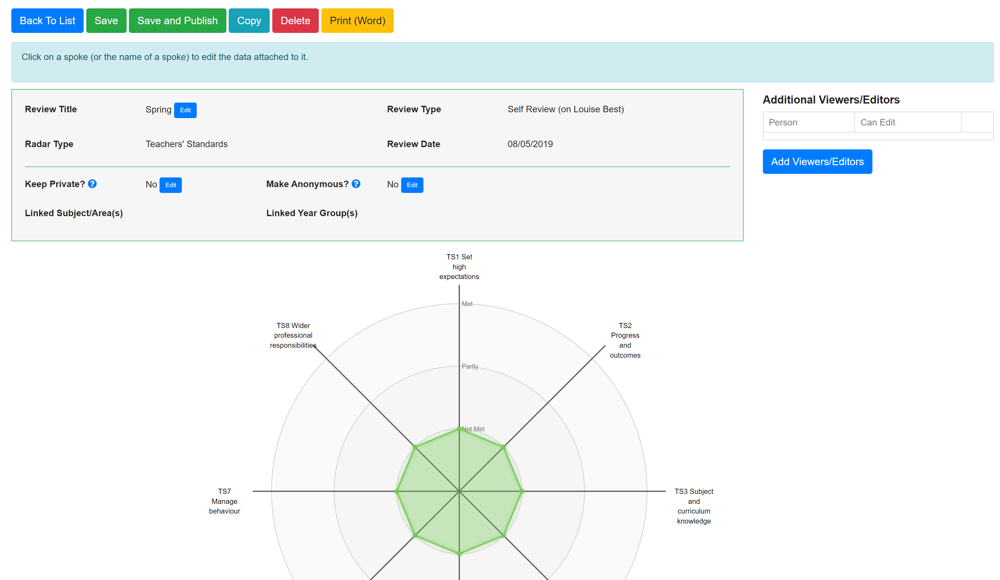 Back To List Save Save and Publish Copy Delete Print (Word)
Click on a spoke (or the name of a spoke) to edit the data attached to it.
Review Title Spring Edit Review Type Self Review (on Louise Best)
Radar Type Teachers' Standards Review Date 08/05/2019
Keep Private? ? No Edit Make Anonymous? ? No Edit
Linked Subject/Area(s) Linked Year Group(s)
Additional Viewers/Editors
Person Can Edit
Add Viewers/Editors
TS1 Set
high
expectations
Met
TS8 Wider
professional
responsibilities
TS2
Progress
and
outcomes
Partly
Not Met
TS7
Manage
behaviour
TS3 Subject
and
curriculum
knowledge